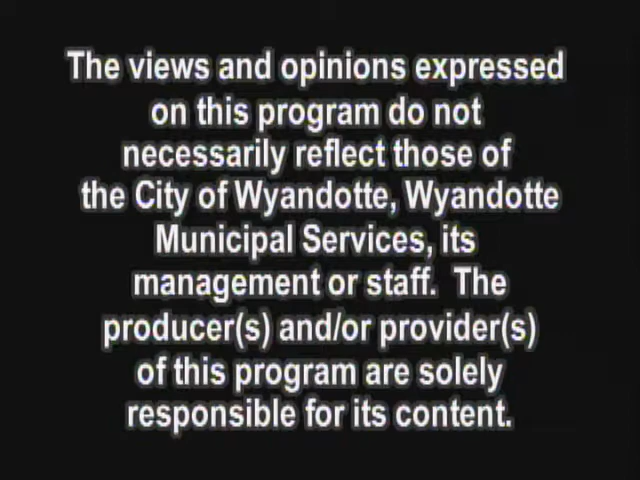 The views and opinions expressed
on this program do not
necessarily reflect those of
the City of Wyandotte, Wyandotte
Municipal Services, its
management or staff.  The
producer(s) and/or provider(s)
of this program are solely
responsible for its content.